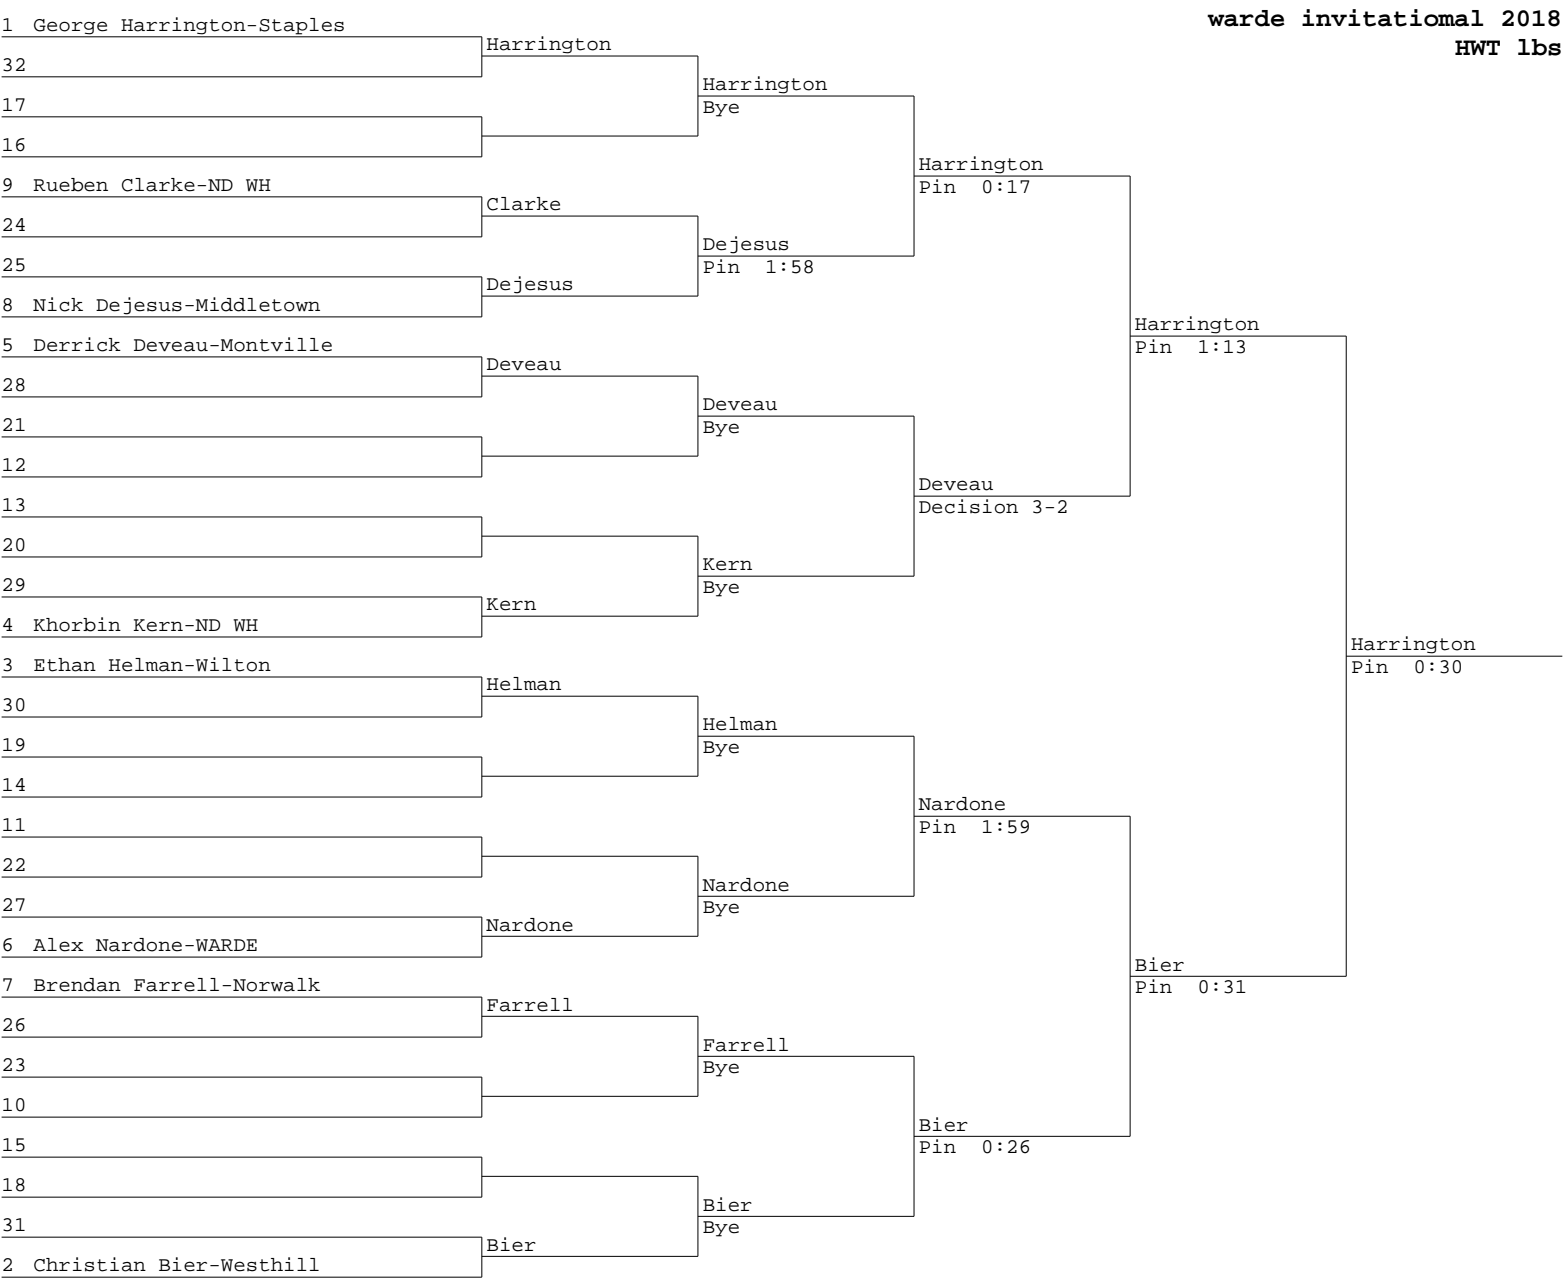 warde invitatiomal 2018
HWT lbs
1 George Harrington-Staples
32
17
16
9 Rueben Clarke-ND WH
24
25
8 Nick Dejesus-Middletown
5 Derrick Deveau-Montville
28
21
12
13
20
29
4 Khorbin Kern-ND WH
3 Ethan Helman-Wilton
30
19
14
11
22
27
6 Alex Nardone-WARDE
7 Brendan Farrell-Norwalk
26
23
10
15
18
31
2 Christian Bier-Westhill
Harrington
Clarke
Dejesus
Deveau
Kern
Helman
Nardone
Farrell
Bier
Harrington
Bye
Dejesus
Pin 1:58
Deveau
Bye
Kern
Bye
Helman
Bye
Nardone
Bye
Farrell
Bye
Bier
Bye
Harrington
Pin 0:17
Deveau
Decision 3-2
Nardone
Pin 1:59
Bier
Pin 0:26
Harrington
Pin 1:13
Bier
Pin 0:31
Harrington
Pin 0:30